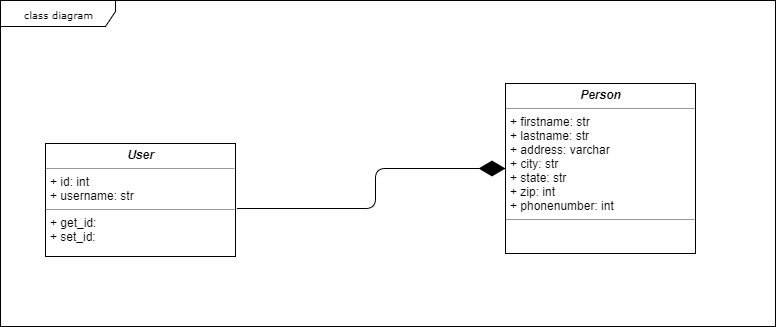 class diagram
User
+ id: int
+ username: str
+ get_id:
+ set_id:
Person
+ firstname: str
+ lastname: str
+ address: varchar
+ city: str
+ state: str
+ zip: int
+ phonenumber: int